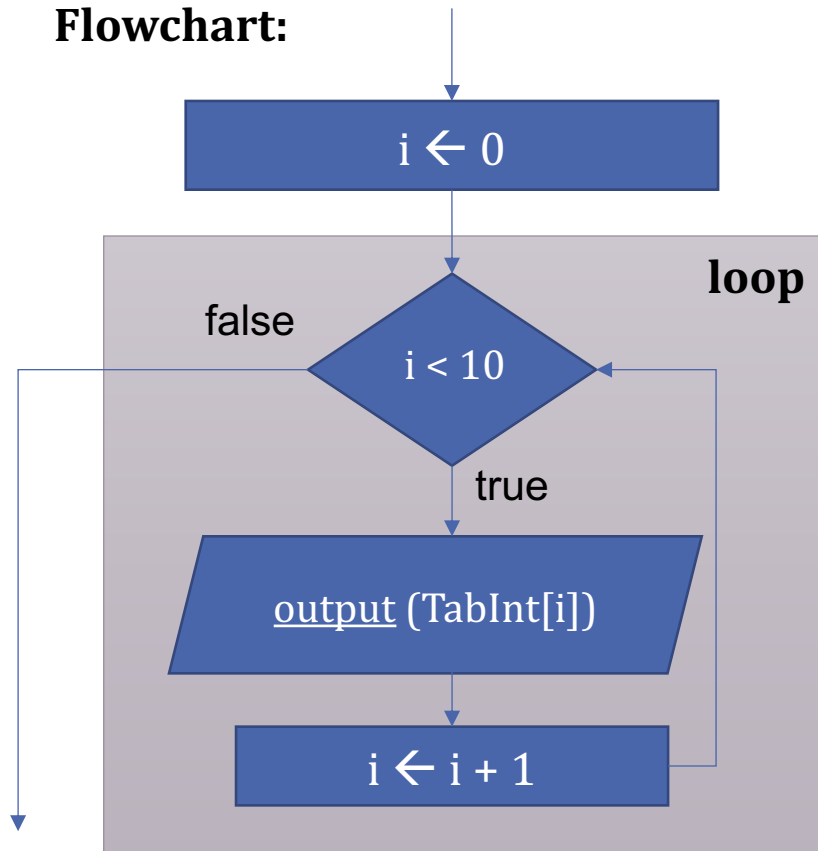 Flowchart:
i ← 0
loop
false
i < 10
true
output (TabInt[i])
i ← i + 1